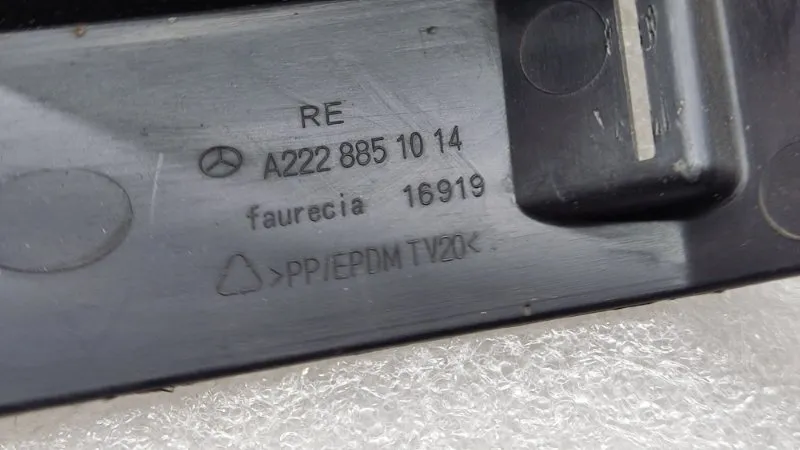 RE
A222 885 10 14
faurecia 16919
>PP/EPDM TV20<